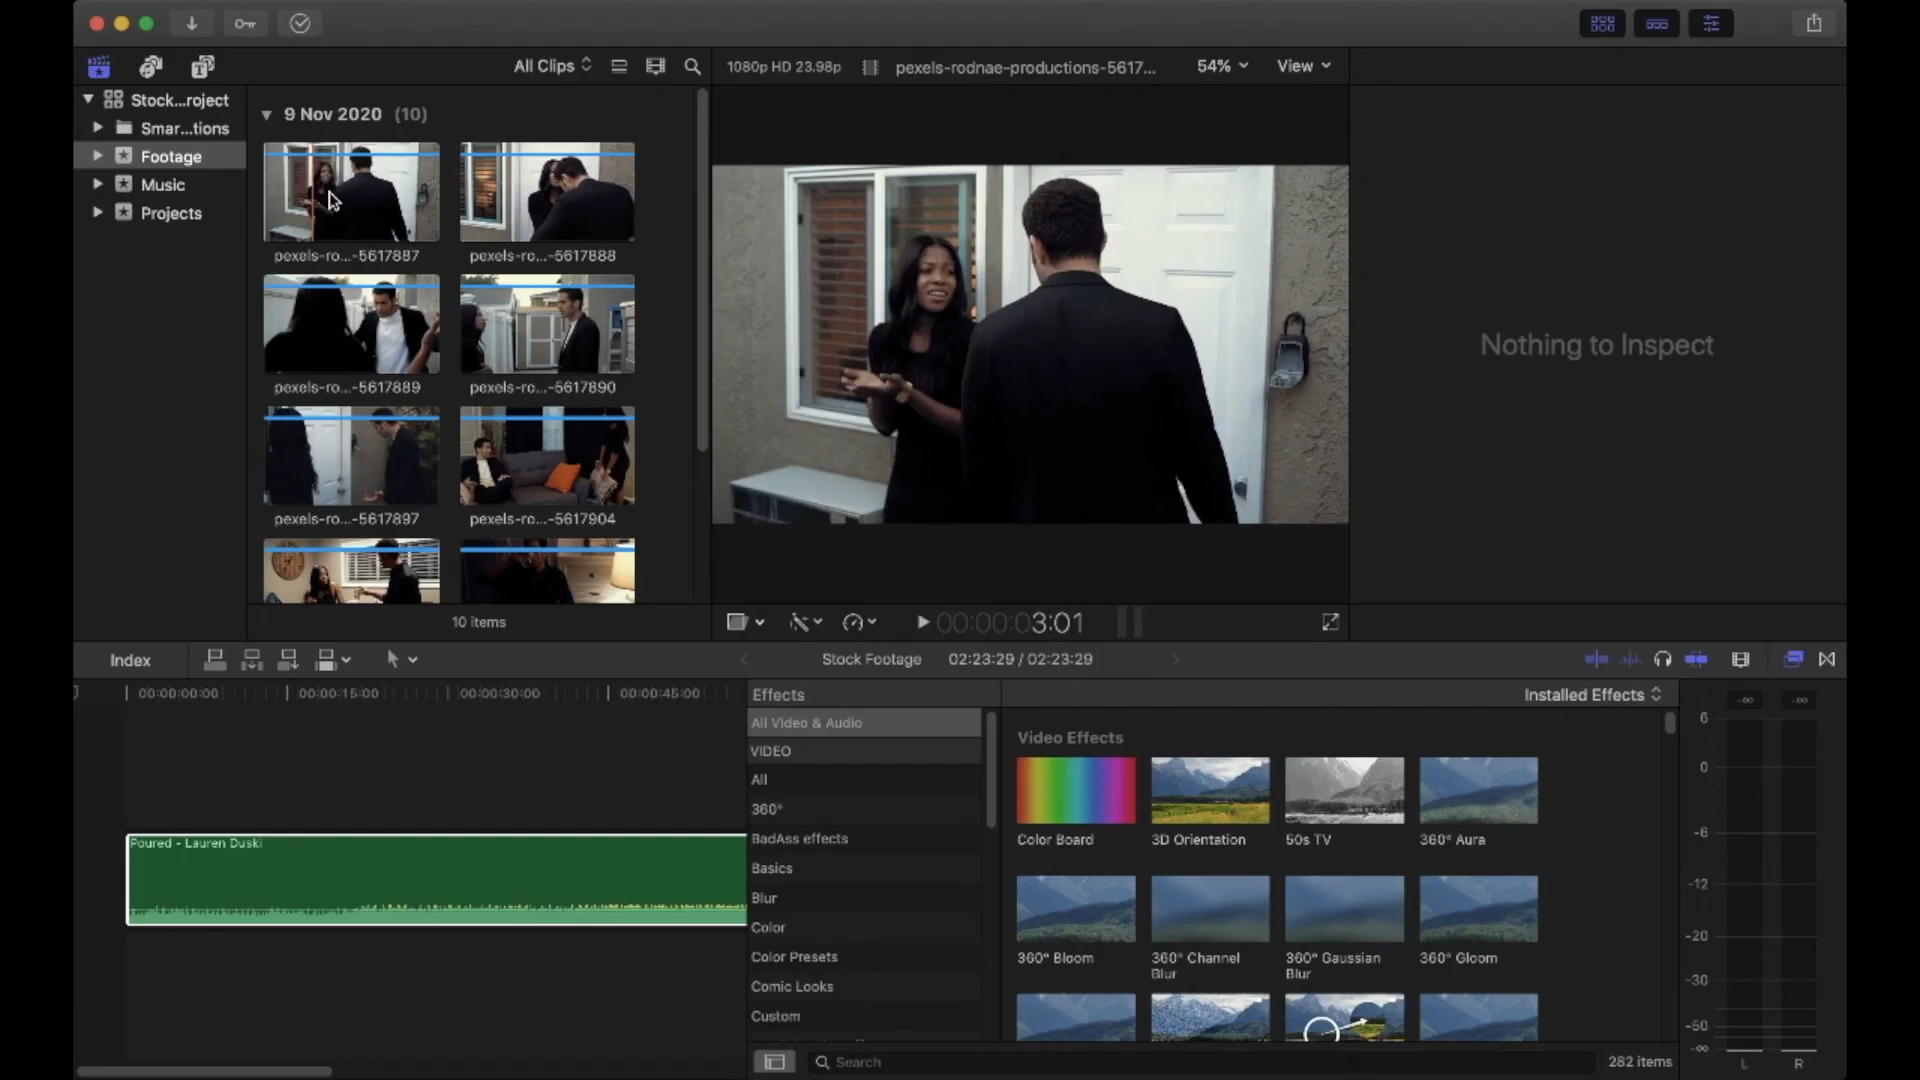 All Clips
1080p HD 23.98p
pexels-rodnae-productions-5617...
54%
View
Stock...roject
Smar...tions
Footage
Music
Projects
9 Nov 2020 (10)
pexels-ro...-5617887
pexels-ro...-5617888
pexels-ro...-5617889
pexels-ro...-5617890
pexels-ro...-5617897
pexels-ro...-5617904
10 items
00:00:00:03:01
Nothing to Inspect
Index
Stock Footage
02:23:29 / 02:23:29
00:00:00:00
00:00:15:00
00:00:30:00
00:00:45:00
Poured - Lauren Duski
Effects
Installed Effects
All Video & Audio
VIDEO
All
360°
BadAss effects
Basics
Blur
Color
Color Presets
Comic Looks
Custom
Video Effects
Color Board
3D Orientation
50s TV
360° Aura
360° Bloom
360° Channel
Blur
360° Gaussian
Blur
360° Gloom
Search
282 items
-∞
-∞
6
0
-6
-12
-20
-30
-50
-∞
L
R